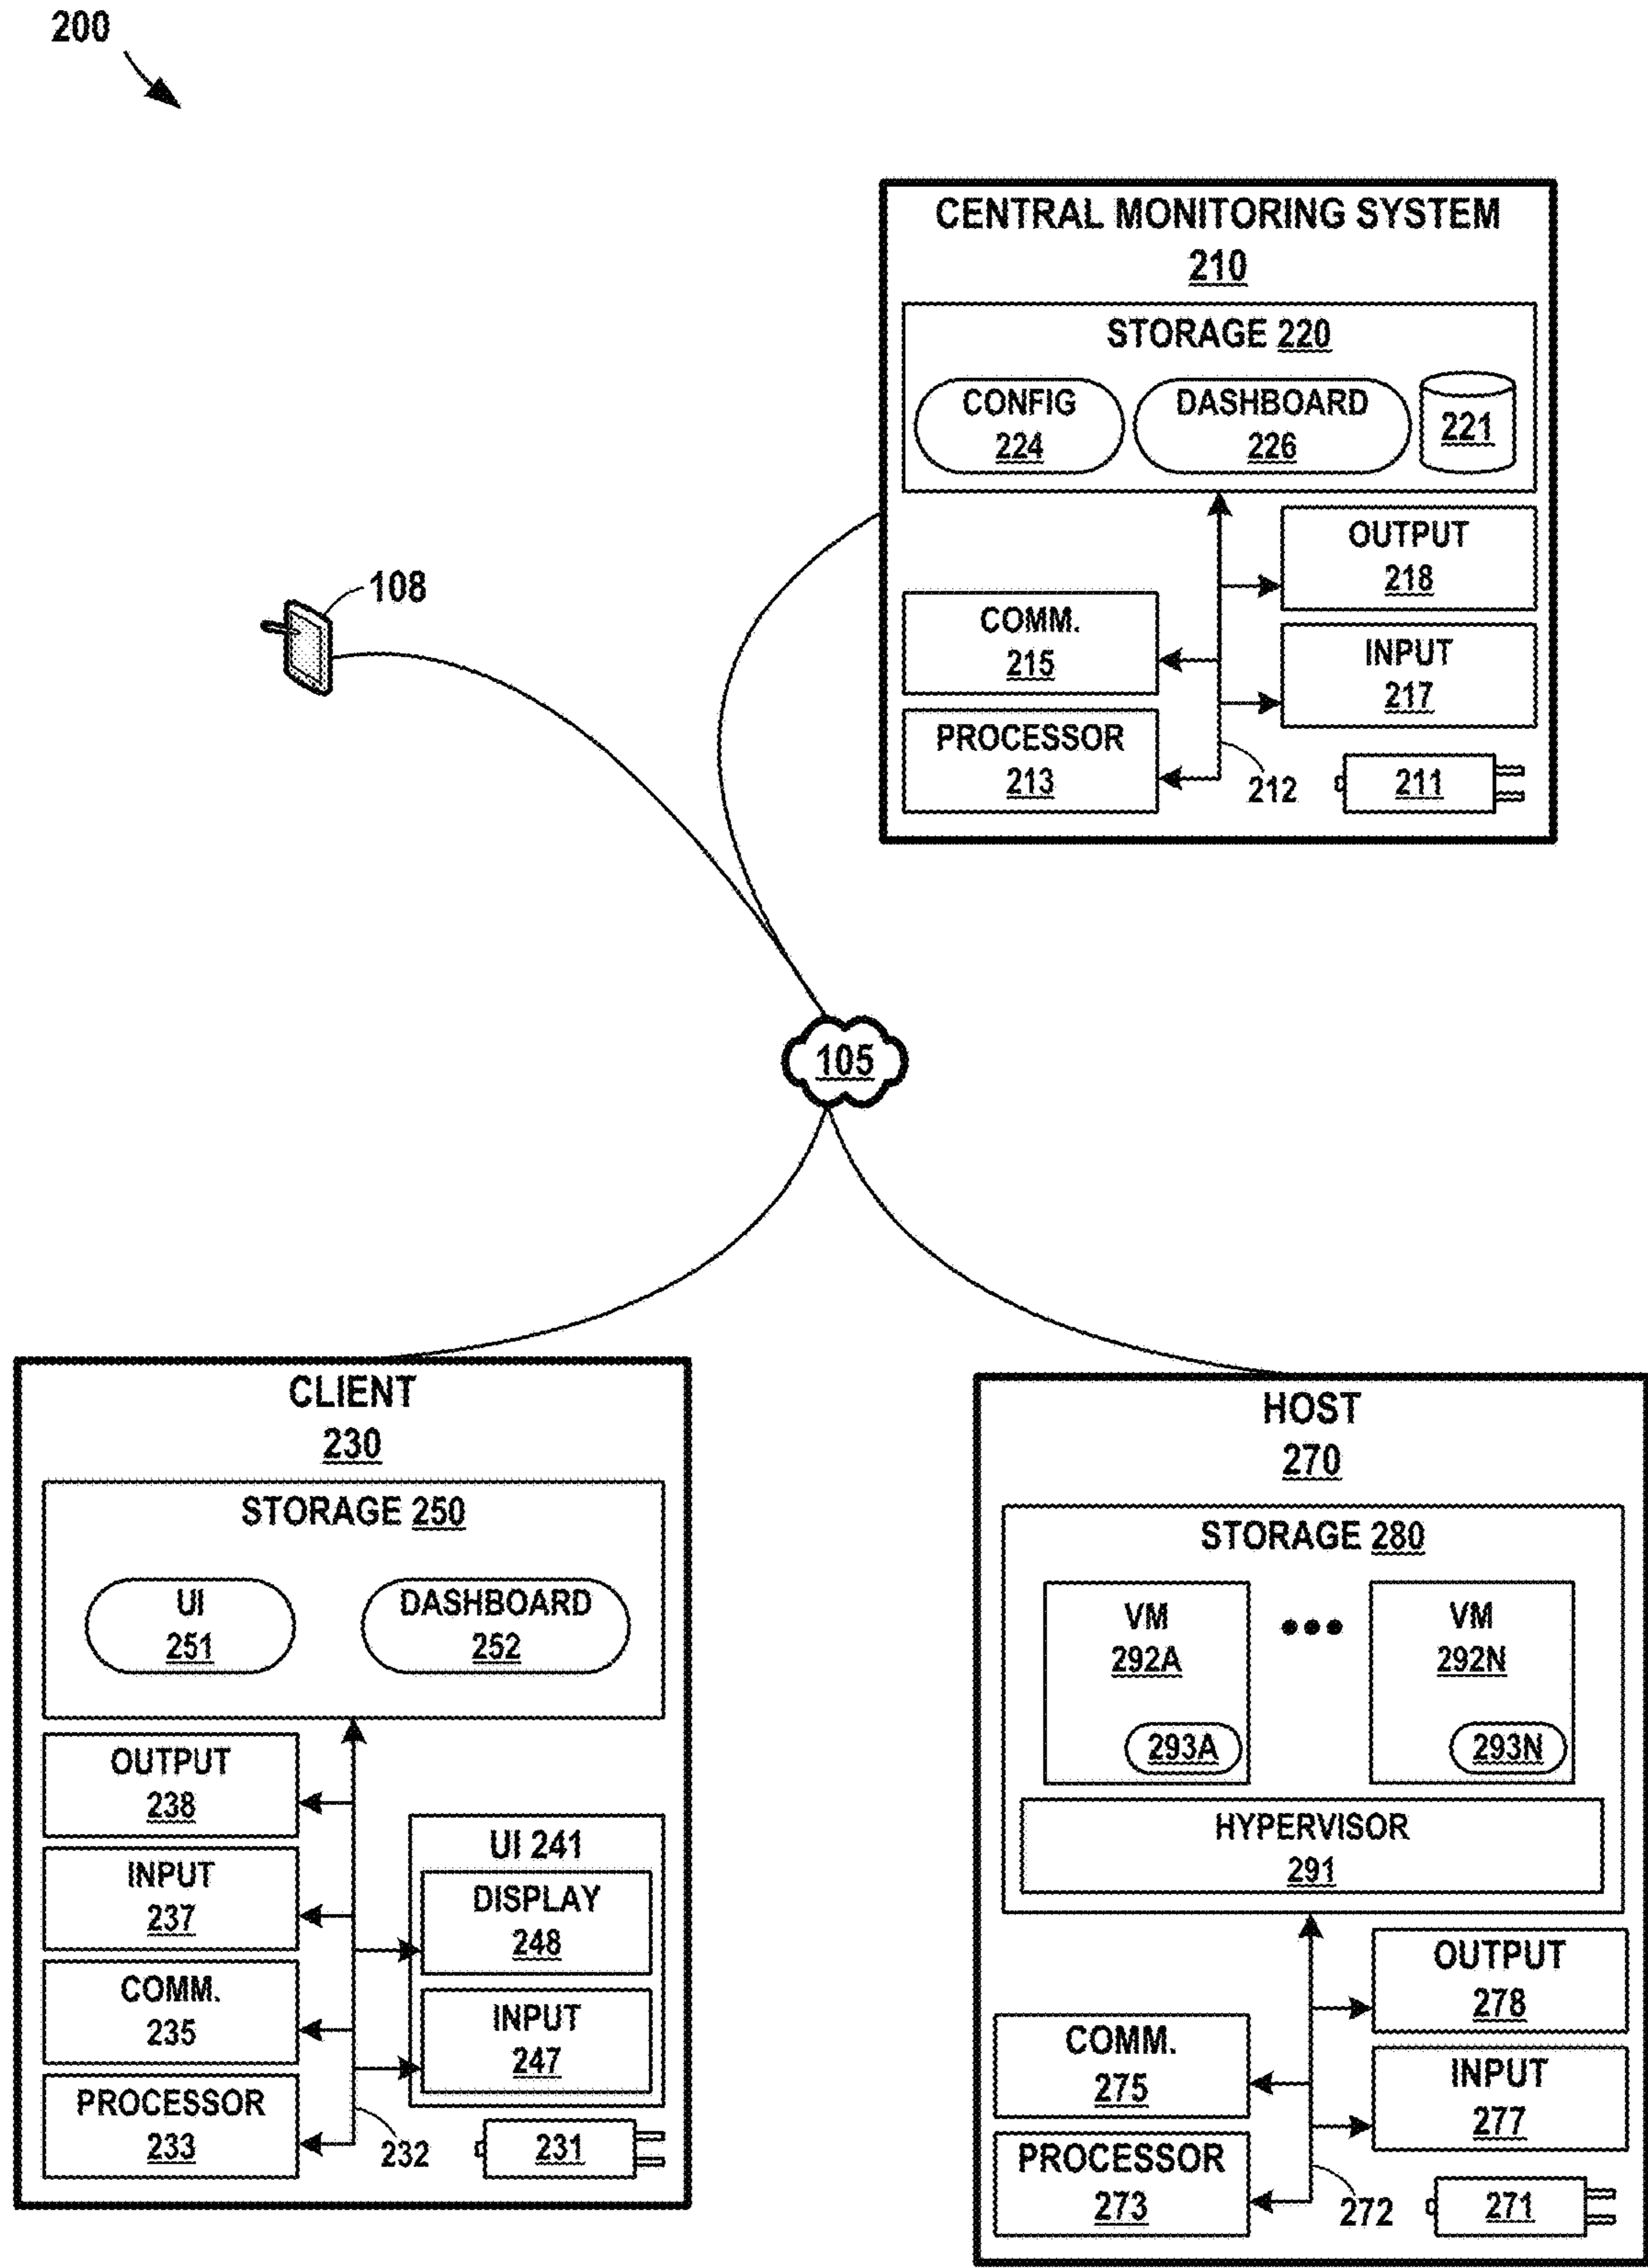 200
CENTRAL MONITORING SYSTEM
210
STORAGE 220
CONFIG
224
DASHBOARD
226
221
OUTPUT
218
COMM.
215
INPUT
217
PROCESSOR
213
212
211
108
105
CLIENT
230
STORAGE 250
UI
251
DASHBOARD
252
OUTPUT
238
INPUT
237
COMM.
235
PROCESSOR
233
UI 241
DISPLAY
248
INPUT
247
232
231
HOST
270
STORAGE 280
VM
292A
293A
VM
292N
293N
HYPERVISOR
291
OUTPUT
278
COMM.
275
INPUT
277
PROCESSOR
273
272
271